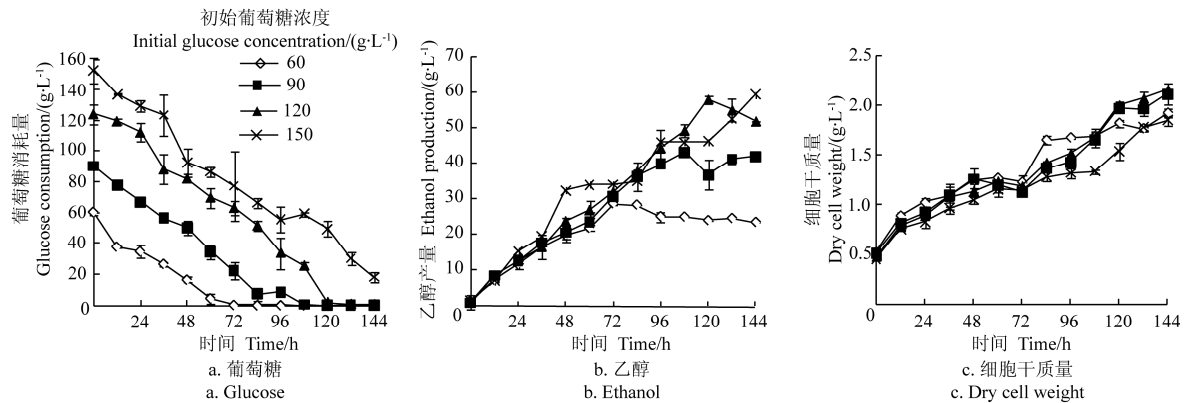 初始葡萄糖浓度
Initial glucose concentration/(g·L⁻¹)
60
90
120
150
葡萄糖消耗量
Glucose consumption/(g·L⁻¹)
160
140
120
100
80
60
40
20
0
24 48 72 96 120 144
时间 Time/h
a. 葡萄糖
a. Glucose
乙醇产量 Ethanol production/(g·L⁻¹)
70
60
50
40
30
20
10
0
24 48 72 96 120 144
时间 Time/h
b. 乙醇
b. Ethanol
细胞干质量
Dry cell weight/(g·L⁻¹)
2.5
2.0
1.5
1.0
0.5
0 24 48 72 96 120 144
时间 Time/h
c. 细胞干质量
c. Dry cell weight